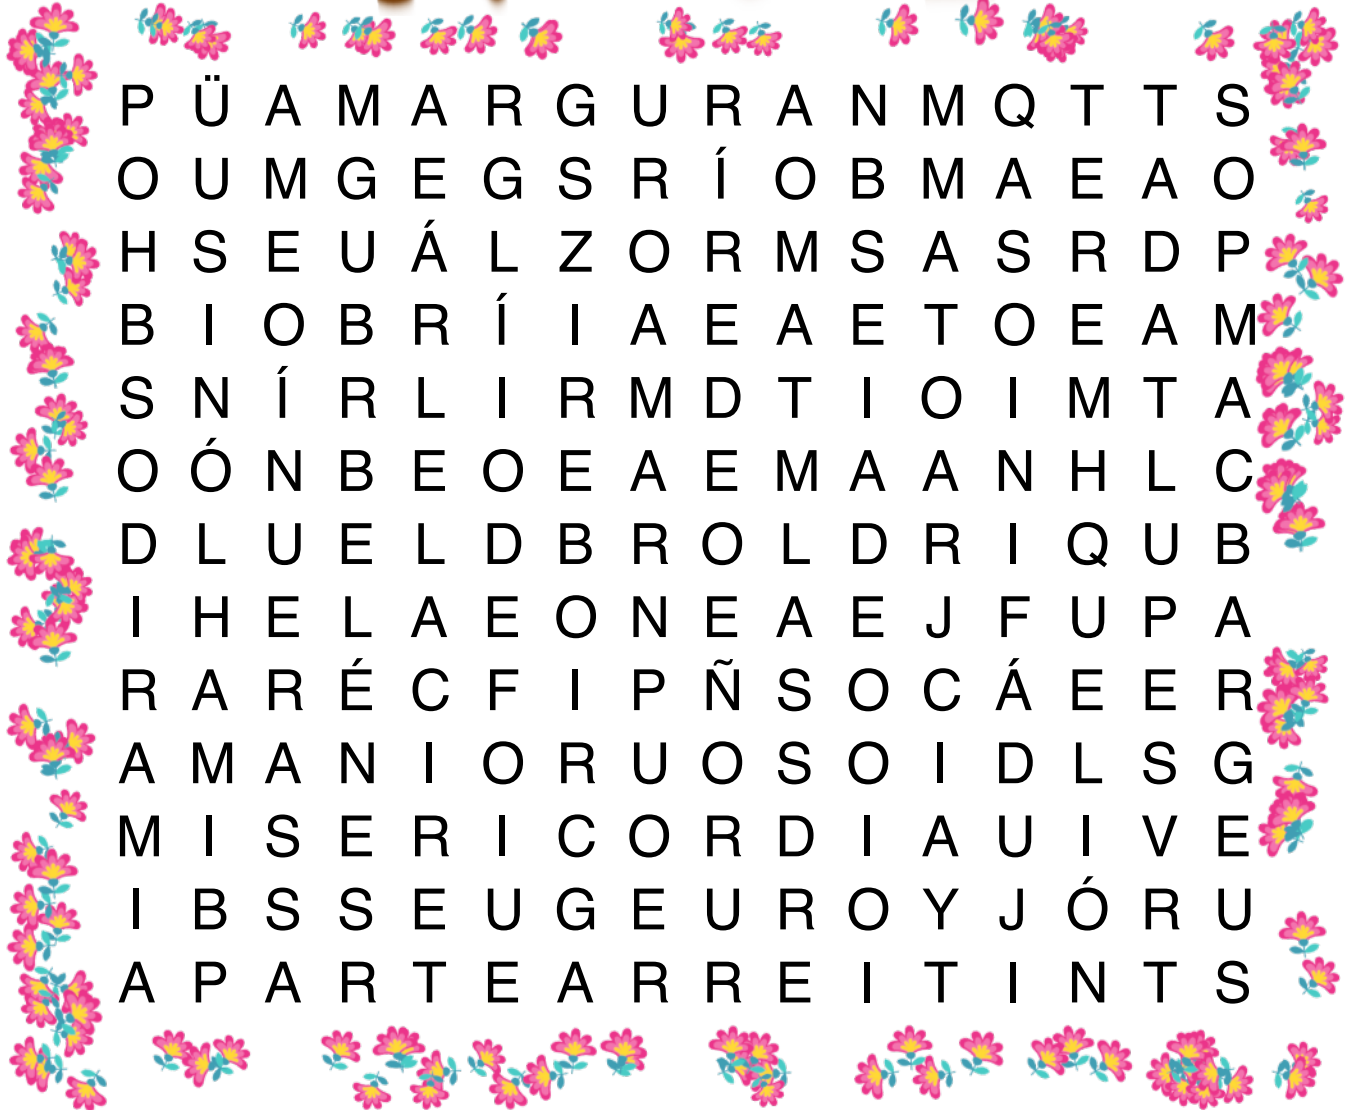 P Ü A M A R G U R A N M Q T T S
O U M G E G S R Í O B M A E A O
H S E U Á L Z O R M S A S R D P
B I O B R Í I A E A E T O E A M
S N Í R L I R M D T I O I M T A
O Ó N B E O E A E M A A N H L C
D L U E L D B R O L D R I Q U B
I H E L A E O N E A E J F U P A
R A R É C F I P Ñ S O C Á E E R
A M A N I O R U O S O I D L S G
M I S E R I C O R D I A U I V E
I B S S E U G E U R O Y J Ó R U
A P A R T E A R R E I T I N T S